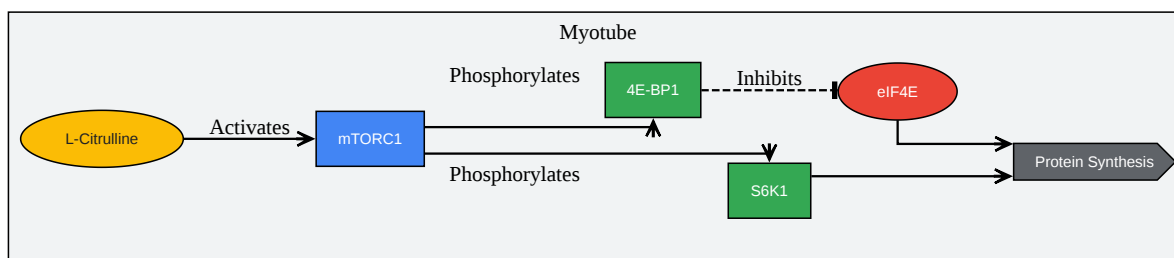 Myotube
Phosphorylates
4E-BP1
Inhibits
eIF4E
L-Citrulline
Activates
mTORC1
Phosphorylates
S6K1
Protein Synthesis